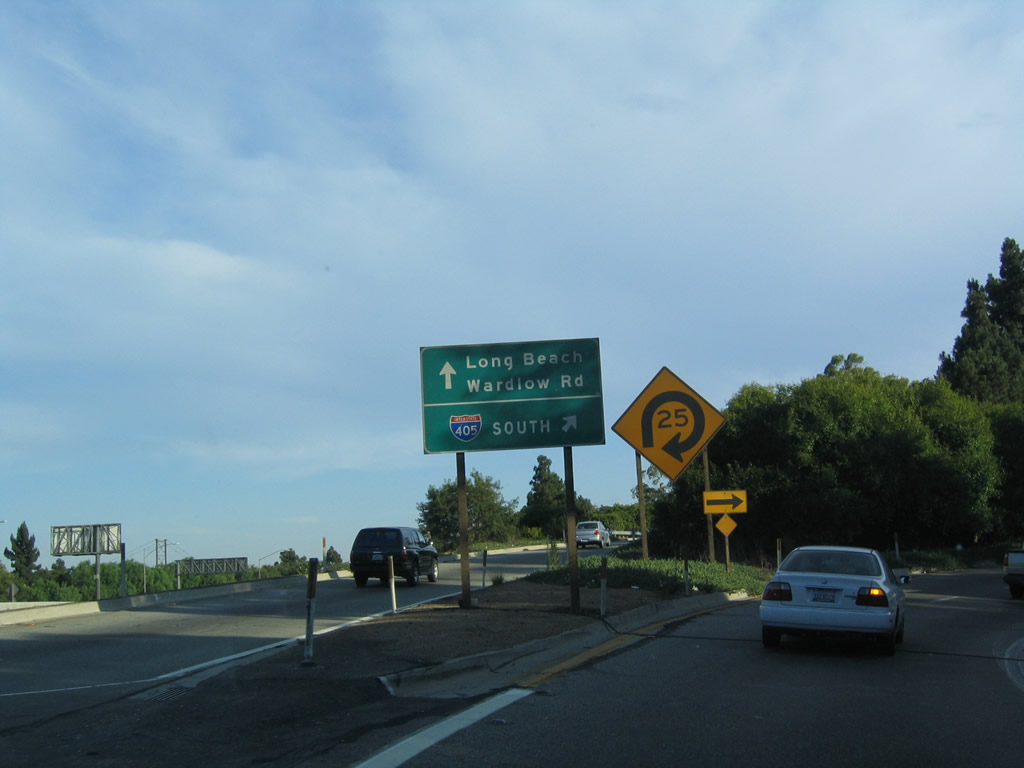 Long Beach
Wardlow Rd
INTERSTATE
405 SOUTH
25